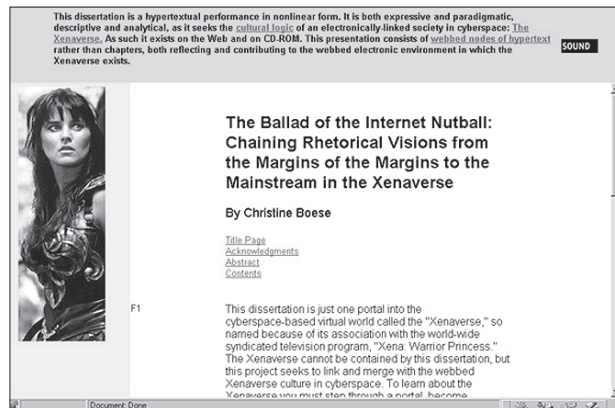 This dissertation is a hypertextual performance in nonlinear form. It is both expressive and paradigmatic,
descriptive and analytical, as it seeks the cultural logic of an electronically-linked society in cyberspace: The
Xenaverse. As such it exists on the Web and on CD-ROM. This presentation consists of webbed nodes of hypertext
rather than chapters, both reflecting and contributing to the webbed electronic environment in which the
Xenaverse exists.
SOUND
The Ballad of the Internet Nutball:
Chaining Rhetorical Visions from
the Margins of the Margins to the
Mainstream in the Xenaverse
By Christine Boese
Title Page
Acknowledgments
Abstract
Contents
F1
This dissertation is just one portal into the
cyberspace-based virtual world called the "Xenaverse," so
named because of its association with the world-wide
syndicated television program, "Xena: Warrior Princess."
The Xenaverse cannot be contained by this dissertation, but
this project seeks to link and merge with the webbed
Xenaverse culture in cyberspace. To learn about the
Xenaverse you must step through a portal, become
Document: Done